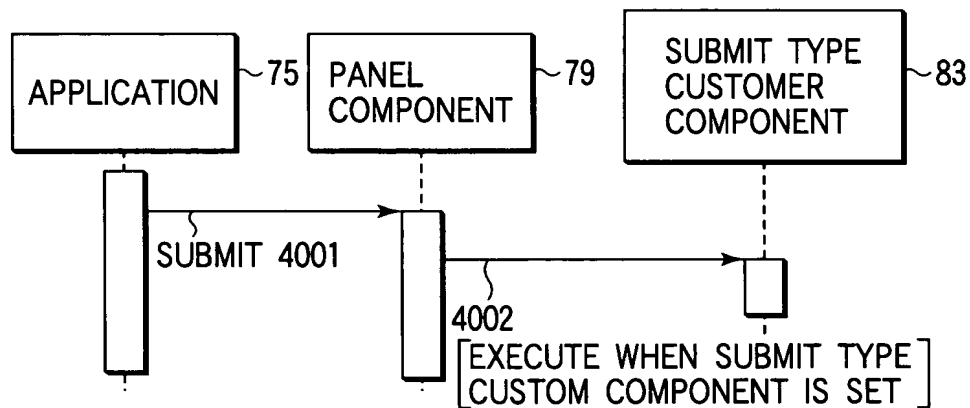 APPLICATION
75
PANEL
COMPONENT
79
SUBMIT TYPE
CUSTOMER
COMPONENT
83
SUBMIT 4001
4002
[EXECUTE WHEN SUBMIT TYPE
CUSTOM COMPONENT IS SET]